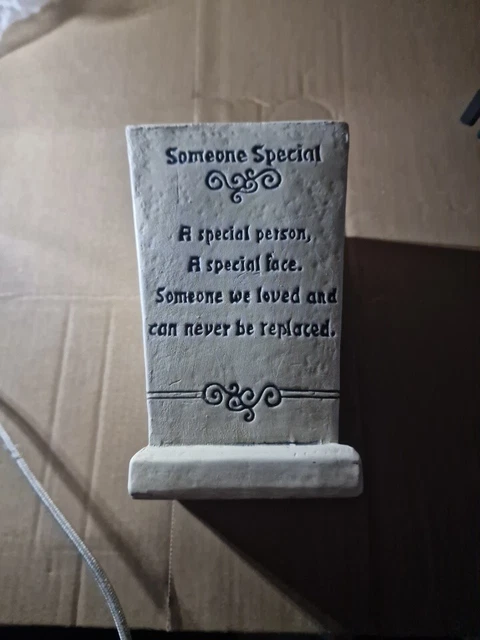 Someone Special
A special person,
A special face.
Someone we loved and
can never be replaced.